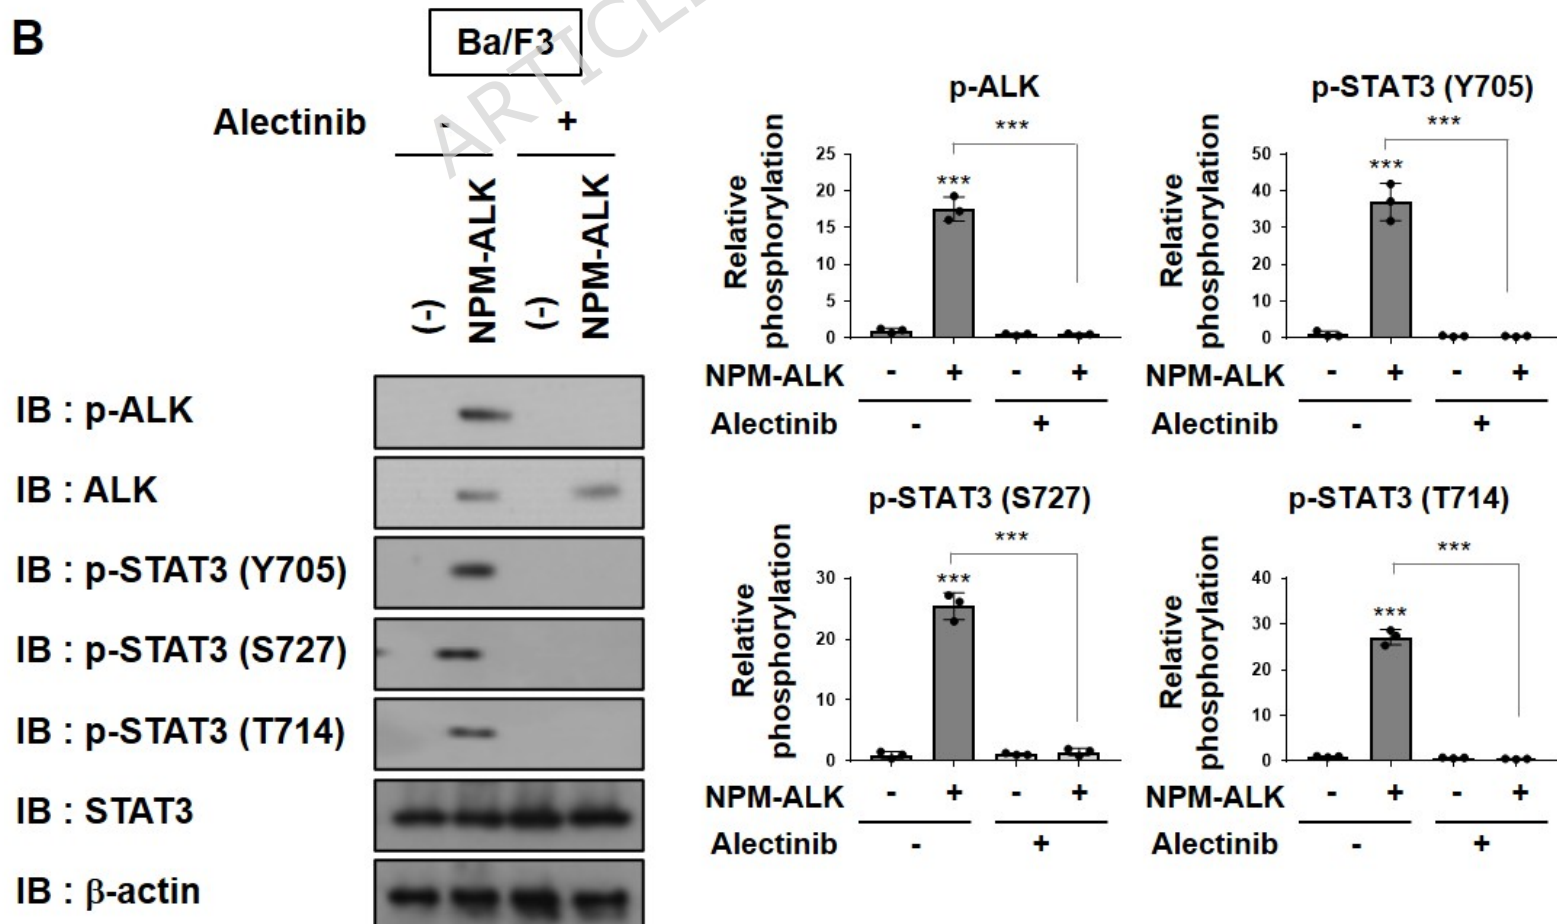 B
Ba/F3
ARTICLE
Alectinib - +
(-) NPM-ALK (-) NPM-ALK
IB : p-ALK
IB : ALK
IB : p-STAT3 (Y705)
IB : p-STAT3 (S727)
IB : p-STAT3 (T714)
IB : STAT3
IB : β-actin
p-ALK
Relative
phosphorylation
25
20
15
10
5
0
***
***
NPM-ALK - + - +
Alectinib - +
p-STAT3 (Y705)
Relative
phosphorylation
50
40
30
20
10
0
***
***
NPM-ALK - + - +
Alectinib - +
p-STAT3 (S727)
Relative
phosphorylation
30
20
10
0
***
***
NPM-ALK - + - +
Alectinib - +
p-STAT3 (T714)
Relative
phosphorylation
40
30
20
10
0
***
***
NPM-ALK - + - +
Alectinib - +